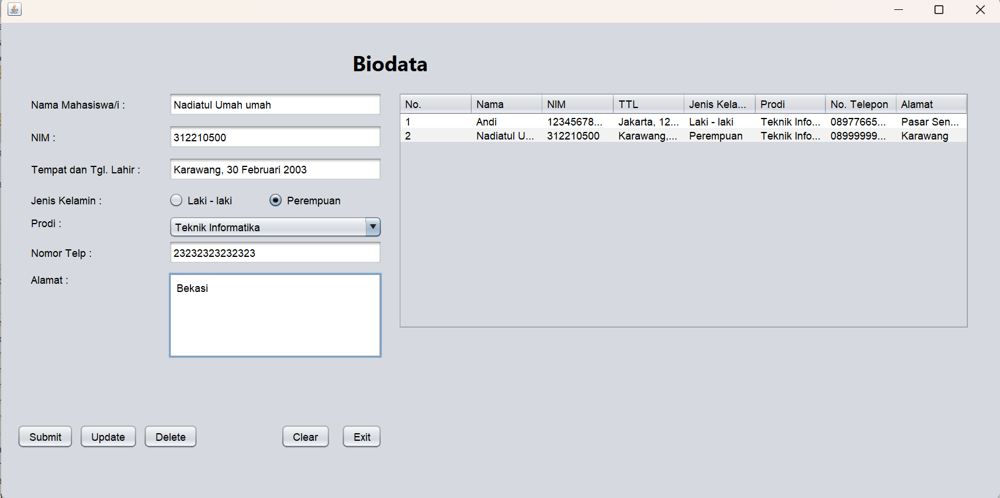 Biodata
Nama Mahasiswa/i : Nadiatul Umah umah
NIM : 312210500
Tempat dan Tgl. Lahir : Karawang, 30 Februari 2003
Jenis Kelamin : Laki - laki Perempuan
Prodi : Teknik Informatika
Nomor Telp : 23232323232323
Alamat : Bekasi
No. Nama NIM TTL Jenis Kela... Prodi No. Telepon Alamat
1 Andi 12345678... Jakarta, 12... Laki - laki Teknik Info... 08977665... Pasar Sen...
2 Nadiatul U... 312210500 Karawang,... Perempuan Teknik Info... 08999999... Karawang
Submit Update Delete Clear Exit